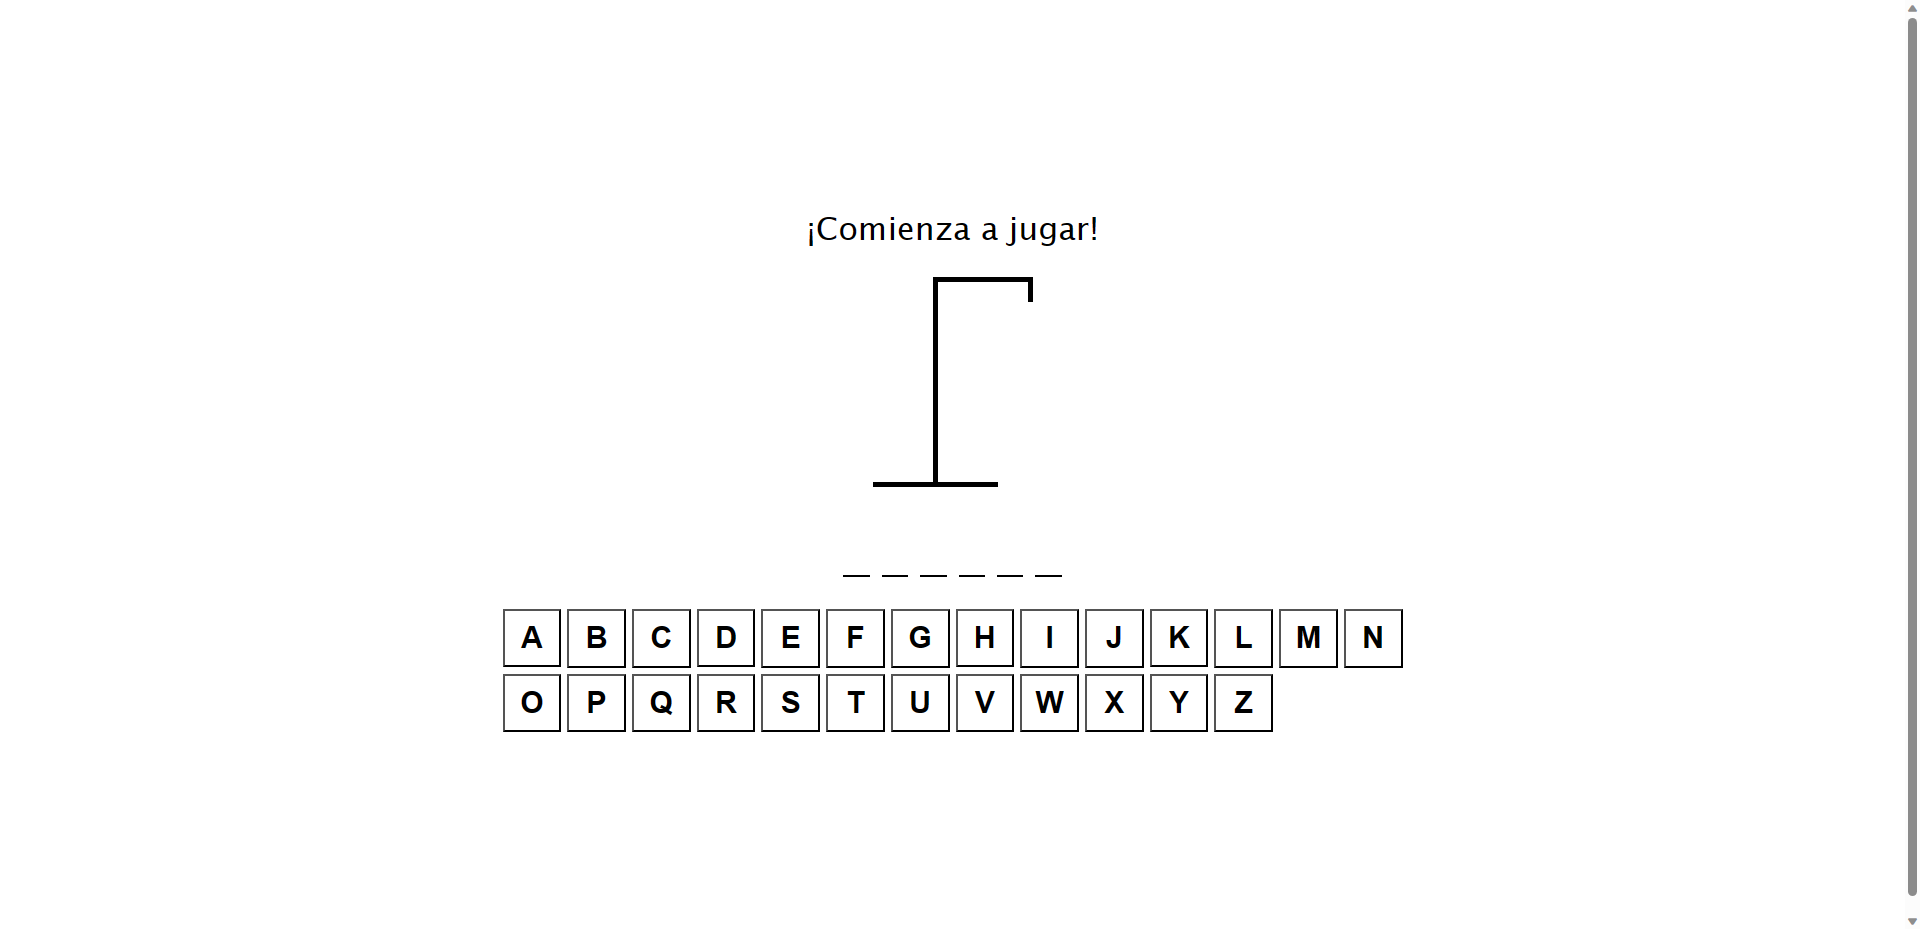 ¡Comienza a jugar!
_ _ _ _ _ _
A B C D E F G H I J K L M N
O P Q R S T U V W X Y Z